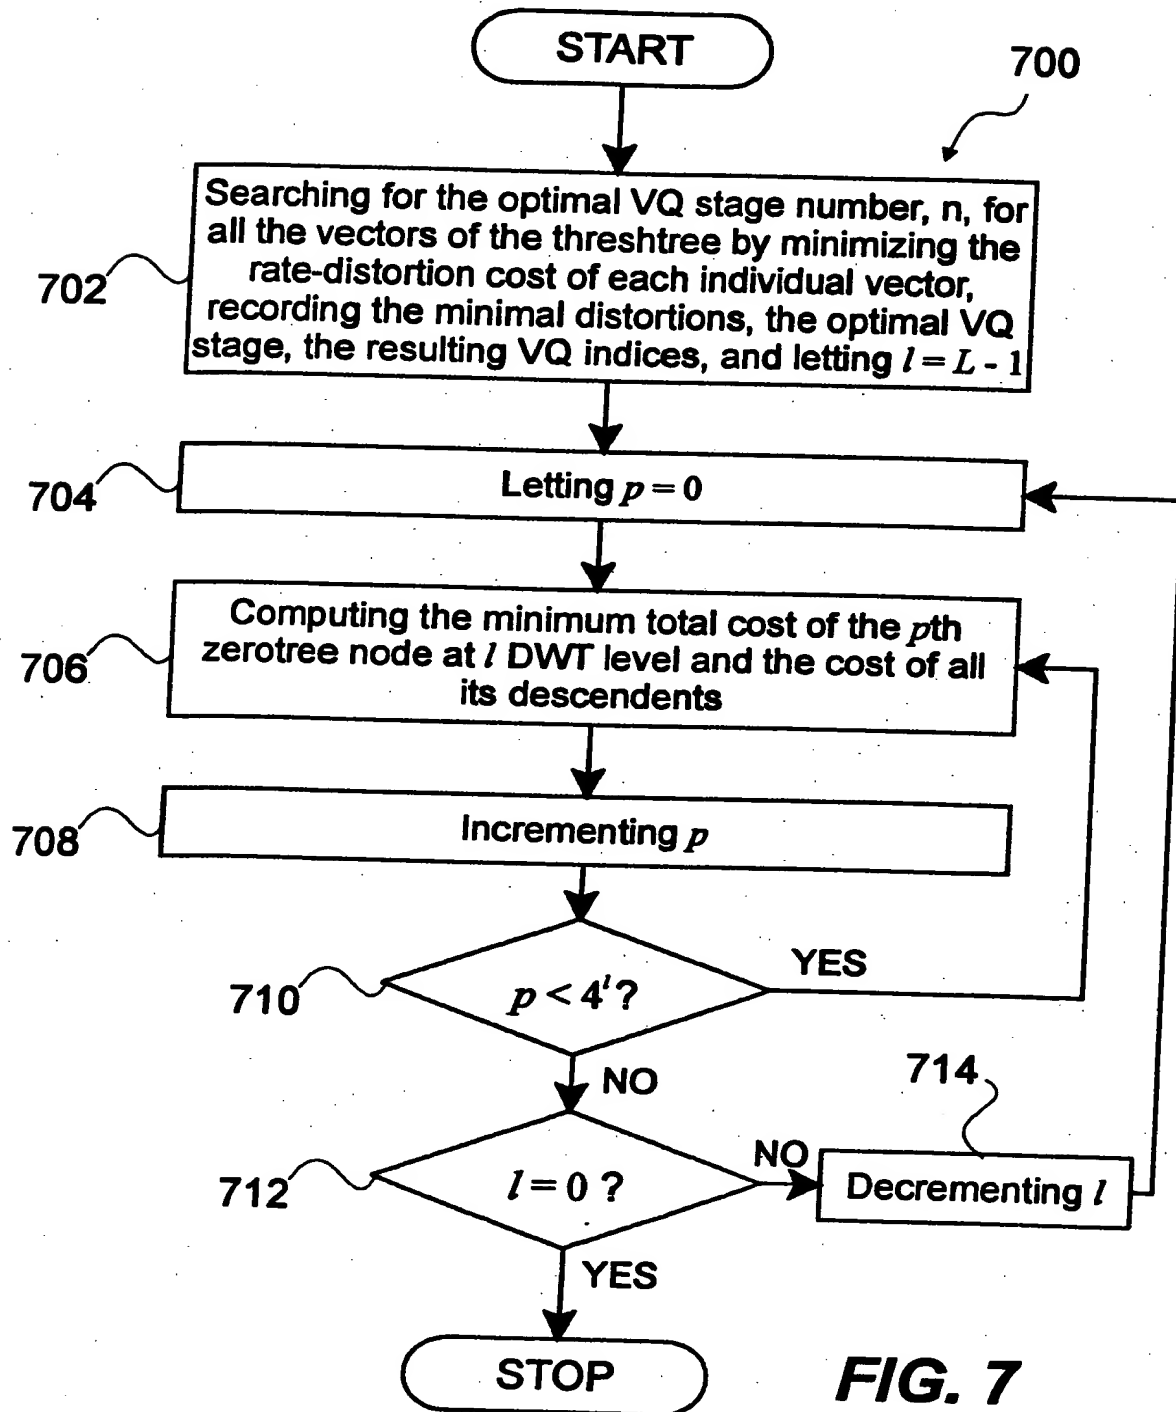 START
700
Searching for the optimal VQ stage number, n, for
all the vectors of the threshtree by minimizing the
rate-distortion cost of each individual vector,
recording the minimal distortions, the optimal VQ
stage, the resulting VQ indices, and letting l = L - 1
702
Letting p = 0
704
Computing the minimum total cost of the pth
zerotree node at l DWT level and the cost of all
its descendents
706
Incrementing p
708
p < 4^l ?
710
YES
NO
l = 0 ?
712
NO
714
Decrementing l
YES
STOP
FIG. 7